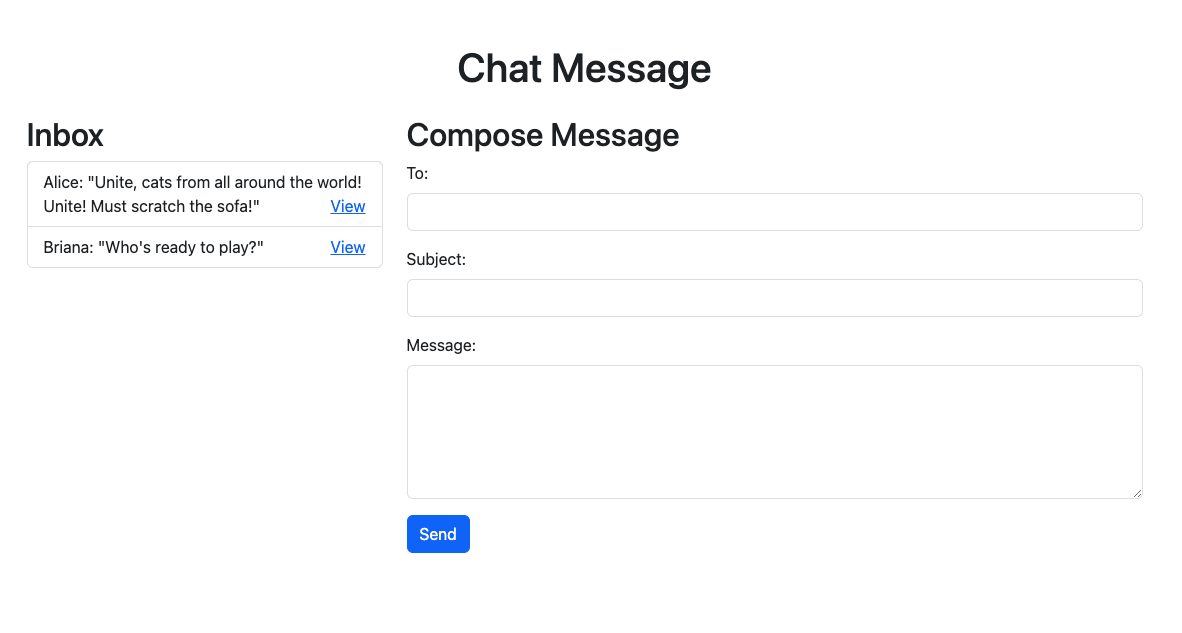 Chat Message
Inbox
Alice: "Unite, cats from all around the world!
Unite! Must scratch the sofa!" View
Briana: "Who's ready to play?" View
Compose Message
To:
Subject:
Message:
Send